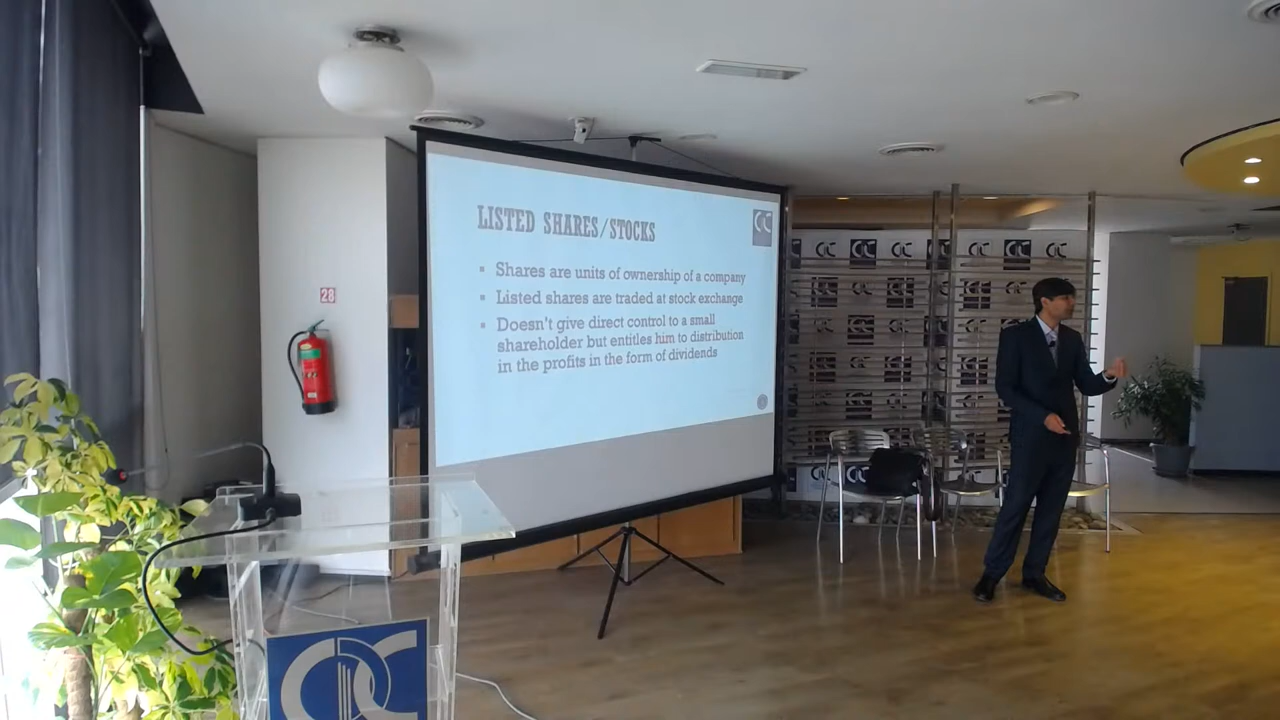 LISTED SHARES/STOCKS
Shares are units of ownership of a company
Listed shares are traded at stock exchange
Doesn't give direct control to a small
shareholder but entitles him to distribution
in the profits in the form of dividends
28